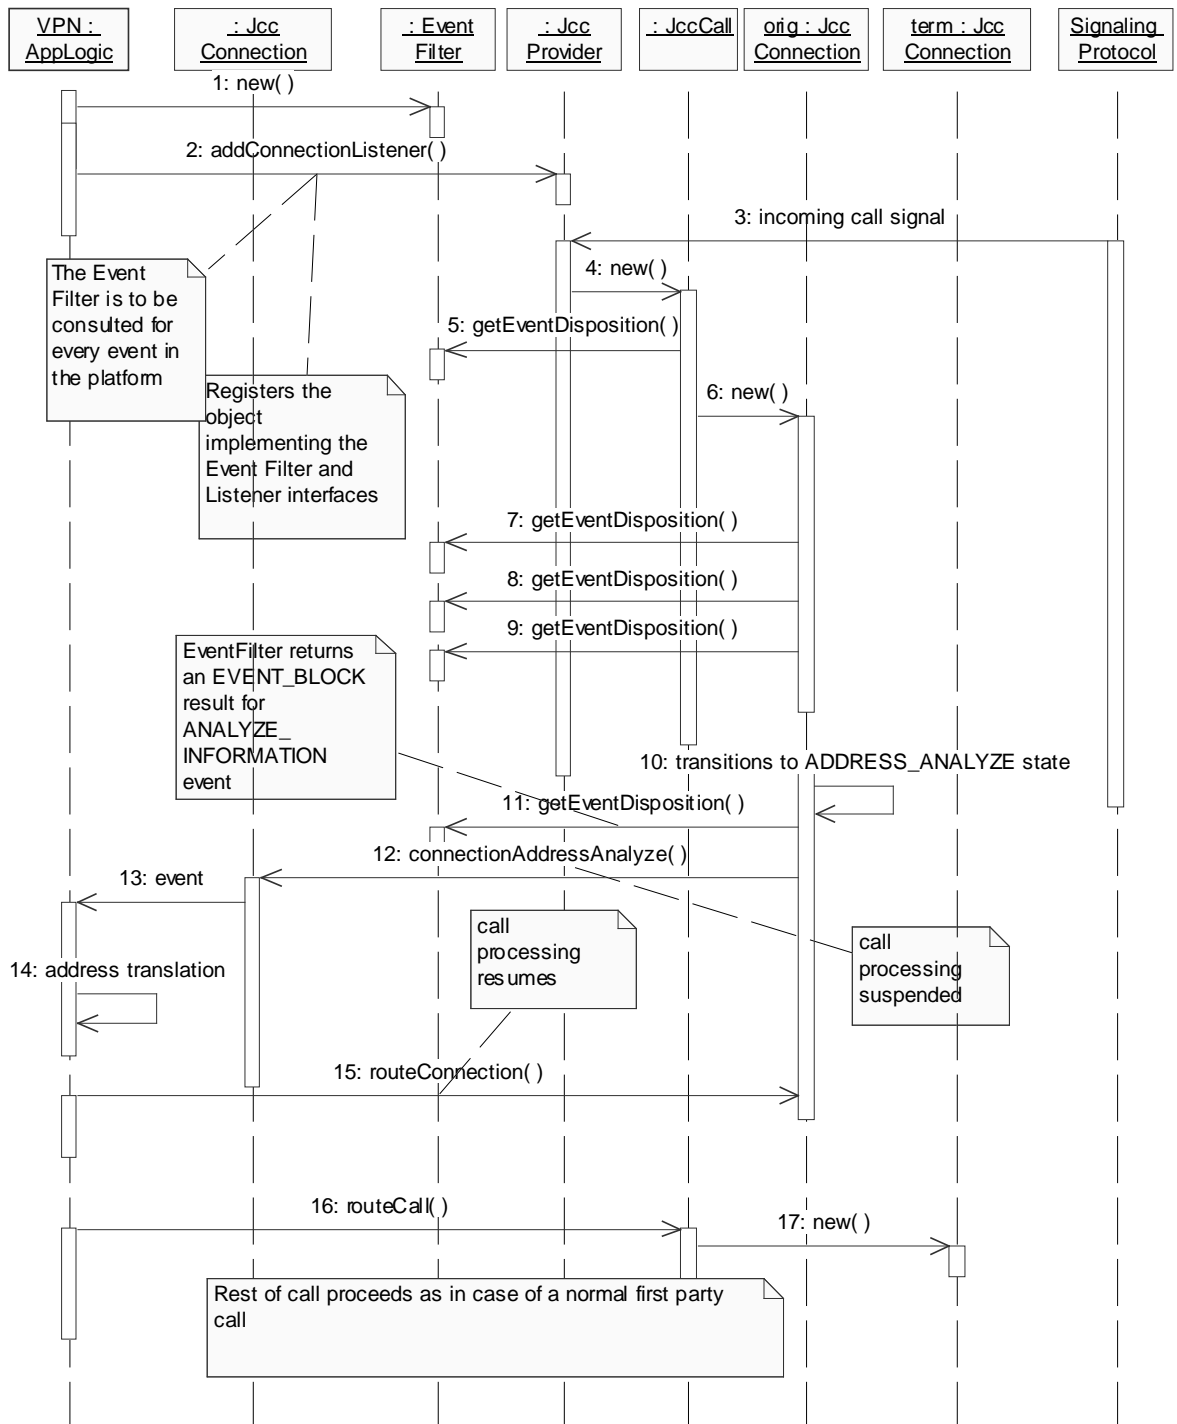 VPN :
AppLogic
: Jcc
Connection
: Event
Filter
: Jcc
Provider
: JccCall
orig : Jcc
Connection
term : Jcc
Connection
Signaling
Protocol
1: new( )
2: addConnectionListener( )
3: incoming call signal
4: new( )
The Event
Filter is to be
consulted for
every event in
the platform
5: getEventDisposition( )
Registers the
object
implementing the
Event Filter and
Listener interfaces
6: new( )
7: getEventDisposition( )
8: getEventDisposition( )
9: getEventDisposition( )
EventFilter returns
an EVENT_BLOCK
result for
ANALYZE_
INFORMATION
event
10: transitions to ADDRESS_ANALYZE state
11: getEventDisposition( )
12: connectionAddressAnalyze( )
13: event
call
processing
resumes
call
processing
suspended
14: address translation
15: routeConnection( )
16: routeCall( )
17: new( )
Rest of call proceeds as in case of a normal first party
call